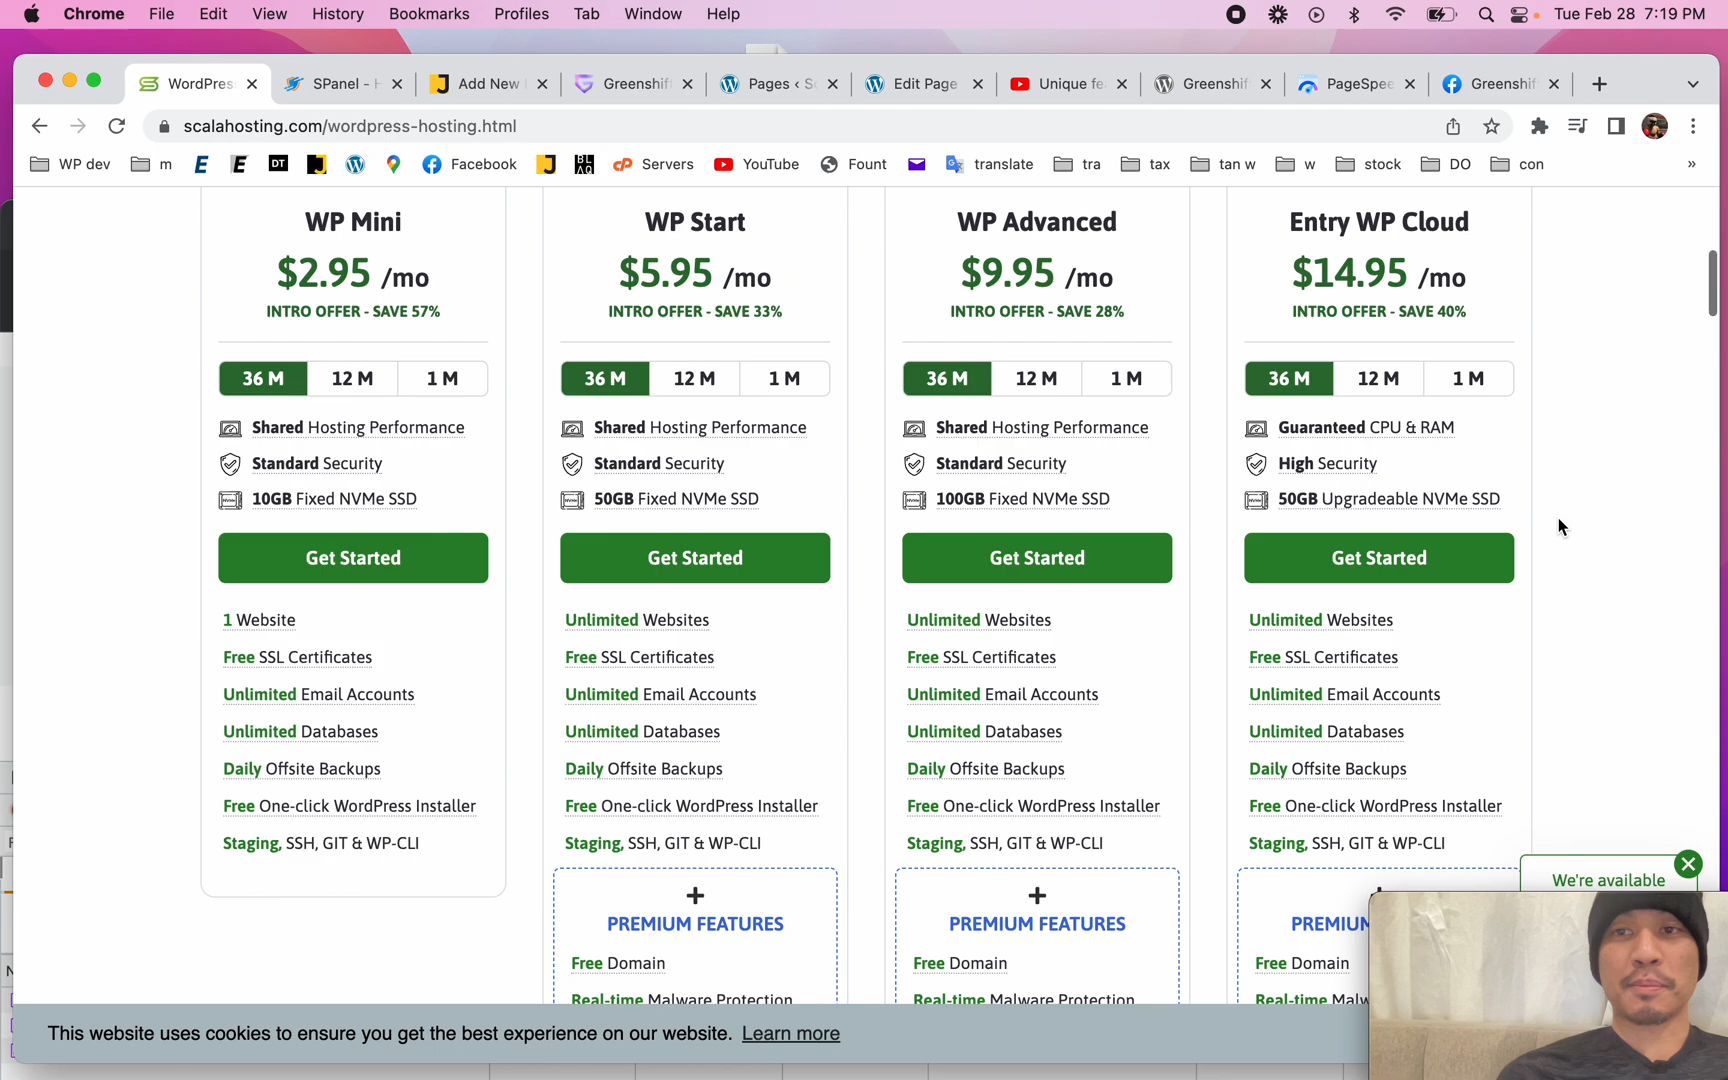 Chrome File Edit View History Bookmarks Profiles Tab Window Help Tue Feb 28 7:19 PM
WordPres SPanel - Add New Greenshif Pages ‹ S Edit Page Unique fe Greenshif PageSpee Greenshif
scalahosting.com/wordpress-hosting.html
WP dev m Facebook Servers YouTube Fount translate tra tax tan w w stock DO con »
WP Mini
$2.95 /mo
INTRO OFFER - SAVE 57%
36 M 12 M 1 M
Shared Hosting Performance
Standard Security
10GB Fixed NVMe SSD
Get Started
1 Website
Free SSL Certificates
Unlimited Email Accounts
Unlimited Databases
Daily Offsite Backups
Free One-click WordPress Installer
Staging, SSH, GIT & WP-CLI
WP Start
$5.95 /mo
INTRO OFFER - SAVE 33%
36 M 12 M 1 M
Shared Hosting Performance
Standard Security
50GB Fixed NVMe SSD
Get Started
Unlimited Websites
Free SSL Certificates
Unlimited Email Accounts
Unlimited Databases
Daily Offsite Backups
Free One-click WordPress Installer
Staging, SSH, GIT & WP-CLI
+
PREMIUM FEATURES
Free Domain
Real-time Malware Protection
WP Advanced
$9.95 /mo
INTRO OFFER - SAVE 28%
36 M 12 M 1 M
Shared Hosting Performance
Standard Security
100GB Fixed NVMe SSD
Get Started
Unlimited Websites
Free SSL Certificates
Unlimited Email Accounts
Unlimited Databases
Daily Offsite Backups
Free One-click WordPress Installer
Staging, SSH, GIT & WP-CLI
+
PREMIUM FEATURES
Free Domain
Real-time Malware Protection
Entry WP Cloud
$14.95 /mo
INTRO OFFER - SAVE 40%
36 M 12 M 1 M
Guaranteed CPU & RAM
High Security
50GB Upgradeable NVMe SSD
Get Started
Unlimited Websites
Free SSL Certificates
Unlimited Email Accounts
Unlimited Databases
Daily Offsite Backups
Free One-click WordPress Installer
Staging, SSH, GIT & WP-CLI
PREMIUM F
Free Domain
Real-time Malw
We're available
This website uses cookies to ensure you get the best experience on our website. Learn more